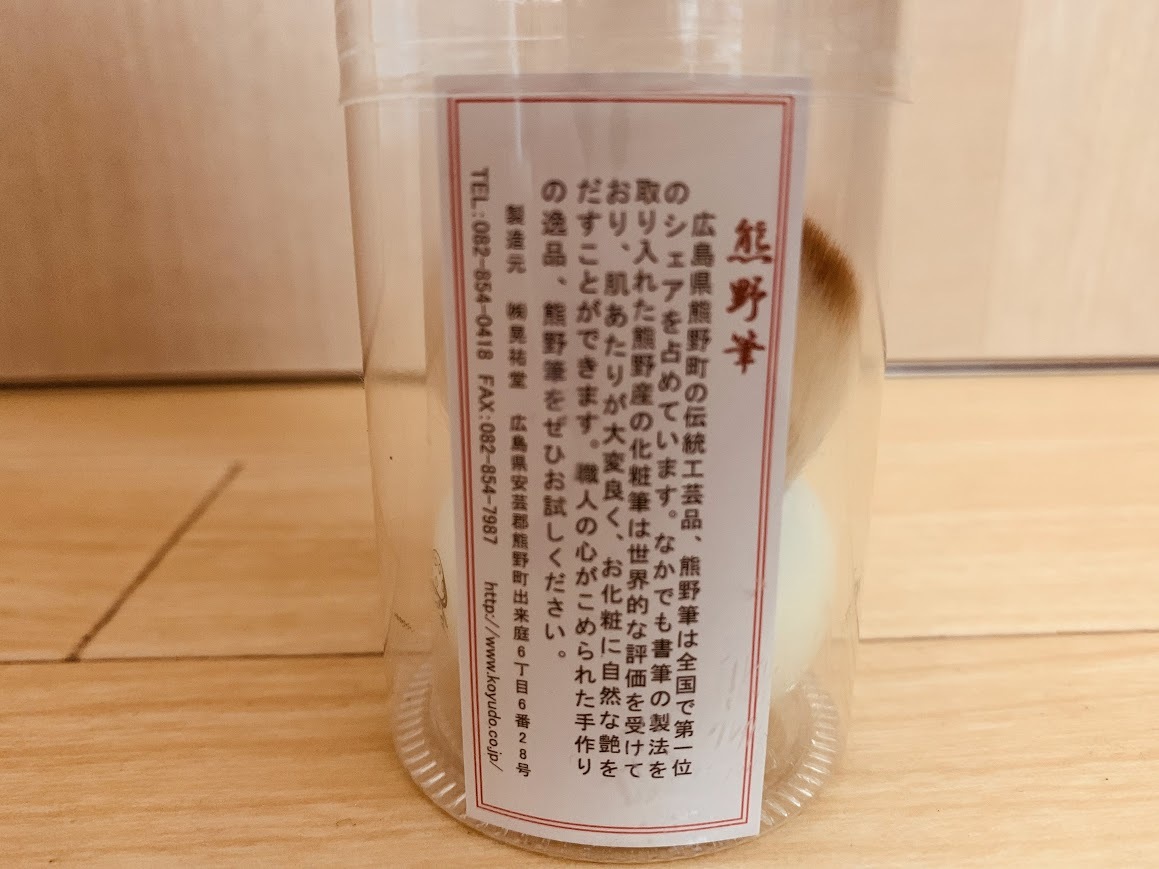 熊野筆
広島県熊野町の伝統工芸品、熊野筆は全国で第一位
のシェアを占めています。なかでも書筆の製法を
取り入れた熊野産の化粧筆は世界的な評価を受けて
おり、肌あたりが大変良く、お化粧に自然な艶を
だすことができます。職人の心がこめられた手作り
の逸品、熊野筆をぜひお試しください。
製造元 ㈱晃祐堂 広島県安芸郡熊野町出来庭6丁目6番28号
TEL:082-854-0418 FAX:082-854-7987 http://www.koyudo.co.jp/